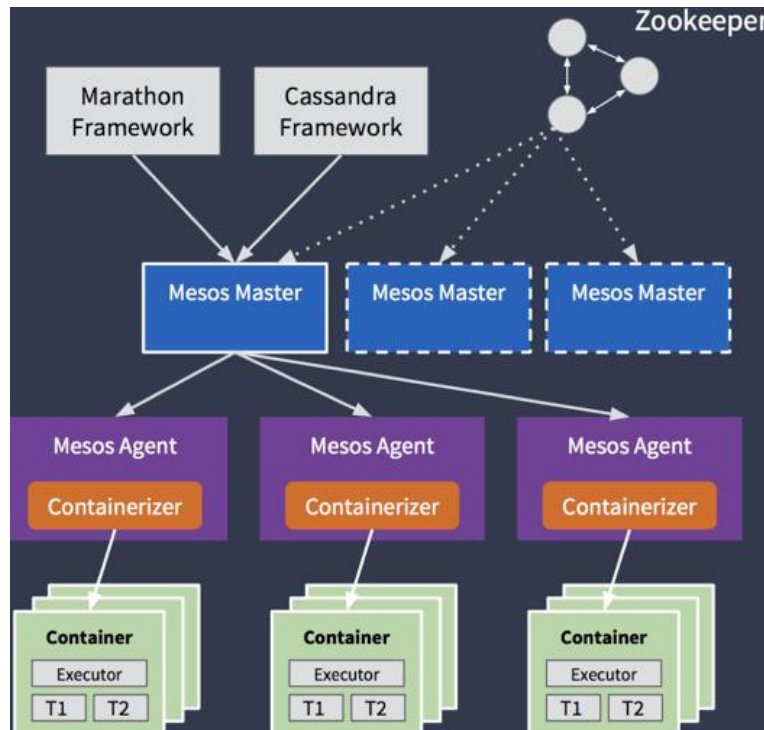 Zookeeper
Marathon
Framework
Cassandra
Framework
Mesos Master
Mesos Master
Mesos Master
Mesos Agent
Containerizer
Mesos Agent
Containerizer
Mesos Agent
Containerizer
Container
Executor
T1 T2
Container
Executor
T1 T2
Container
Executor
T1 T2